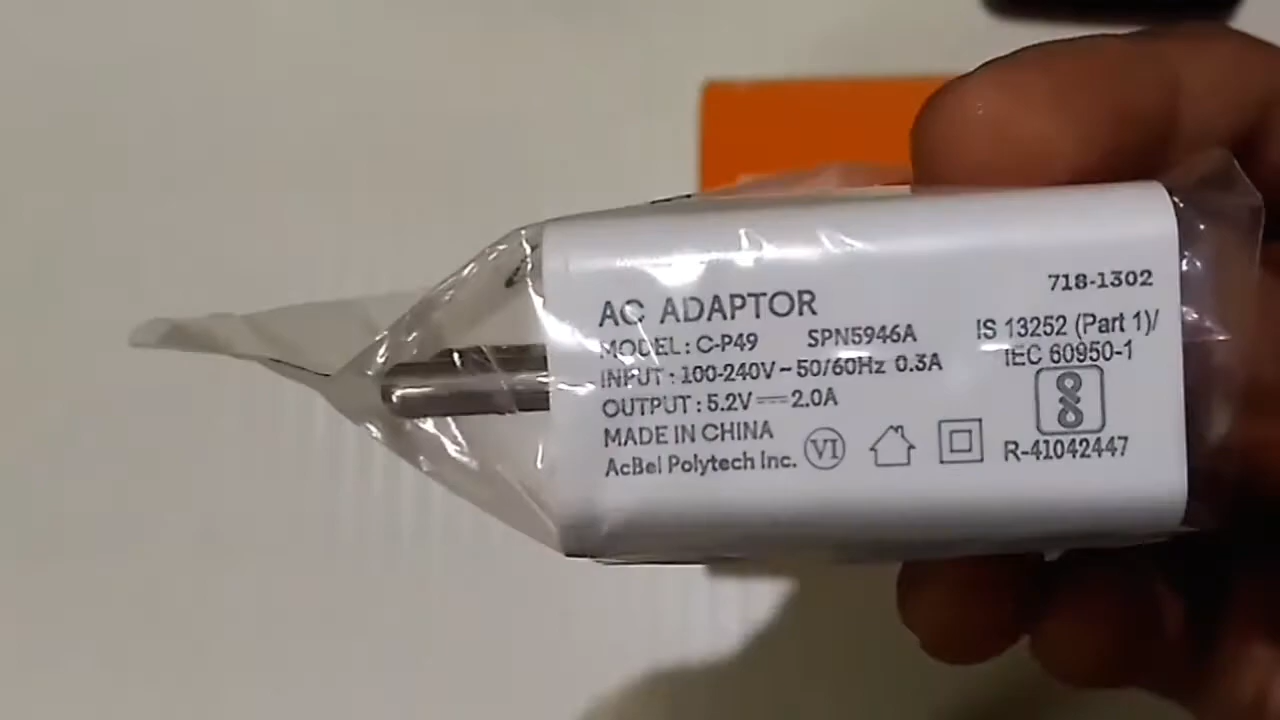 AC ADAPTOR
MODEL : C-P49 SPN5946A
INPUT : 100-240V~50/60Hz 0.3A
OUTPUT : 5.2V⎓2.0A
MADE IN CHINA
AcBel Polytech Inc.
VI
718-1302
IS 13252 (Part 1)/
IEC 60950-1
R-41042447